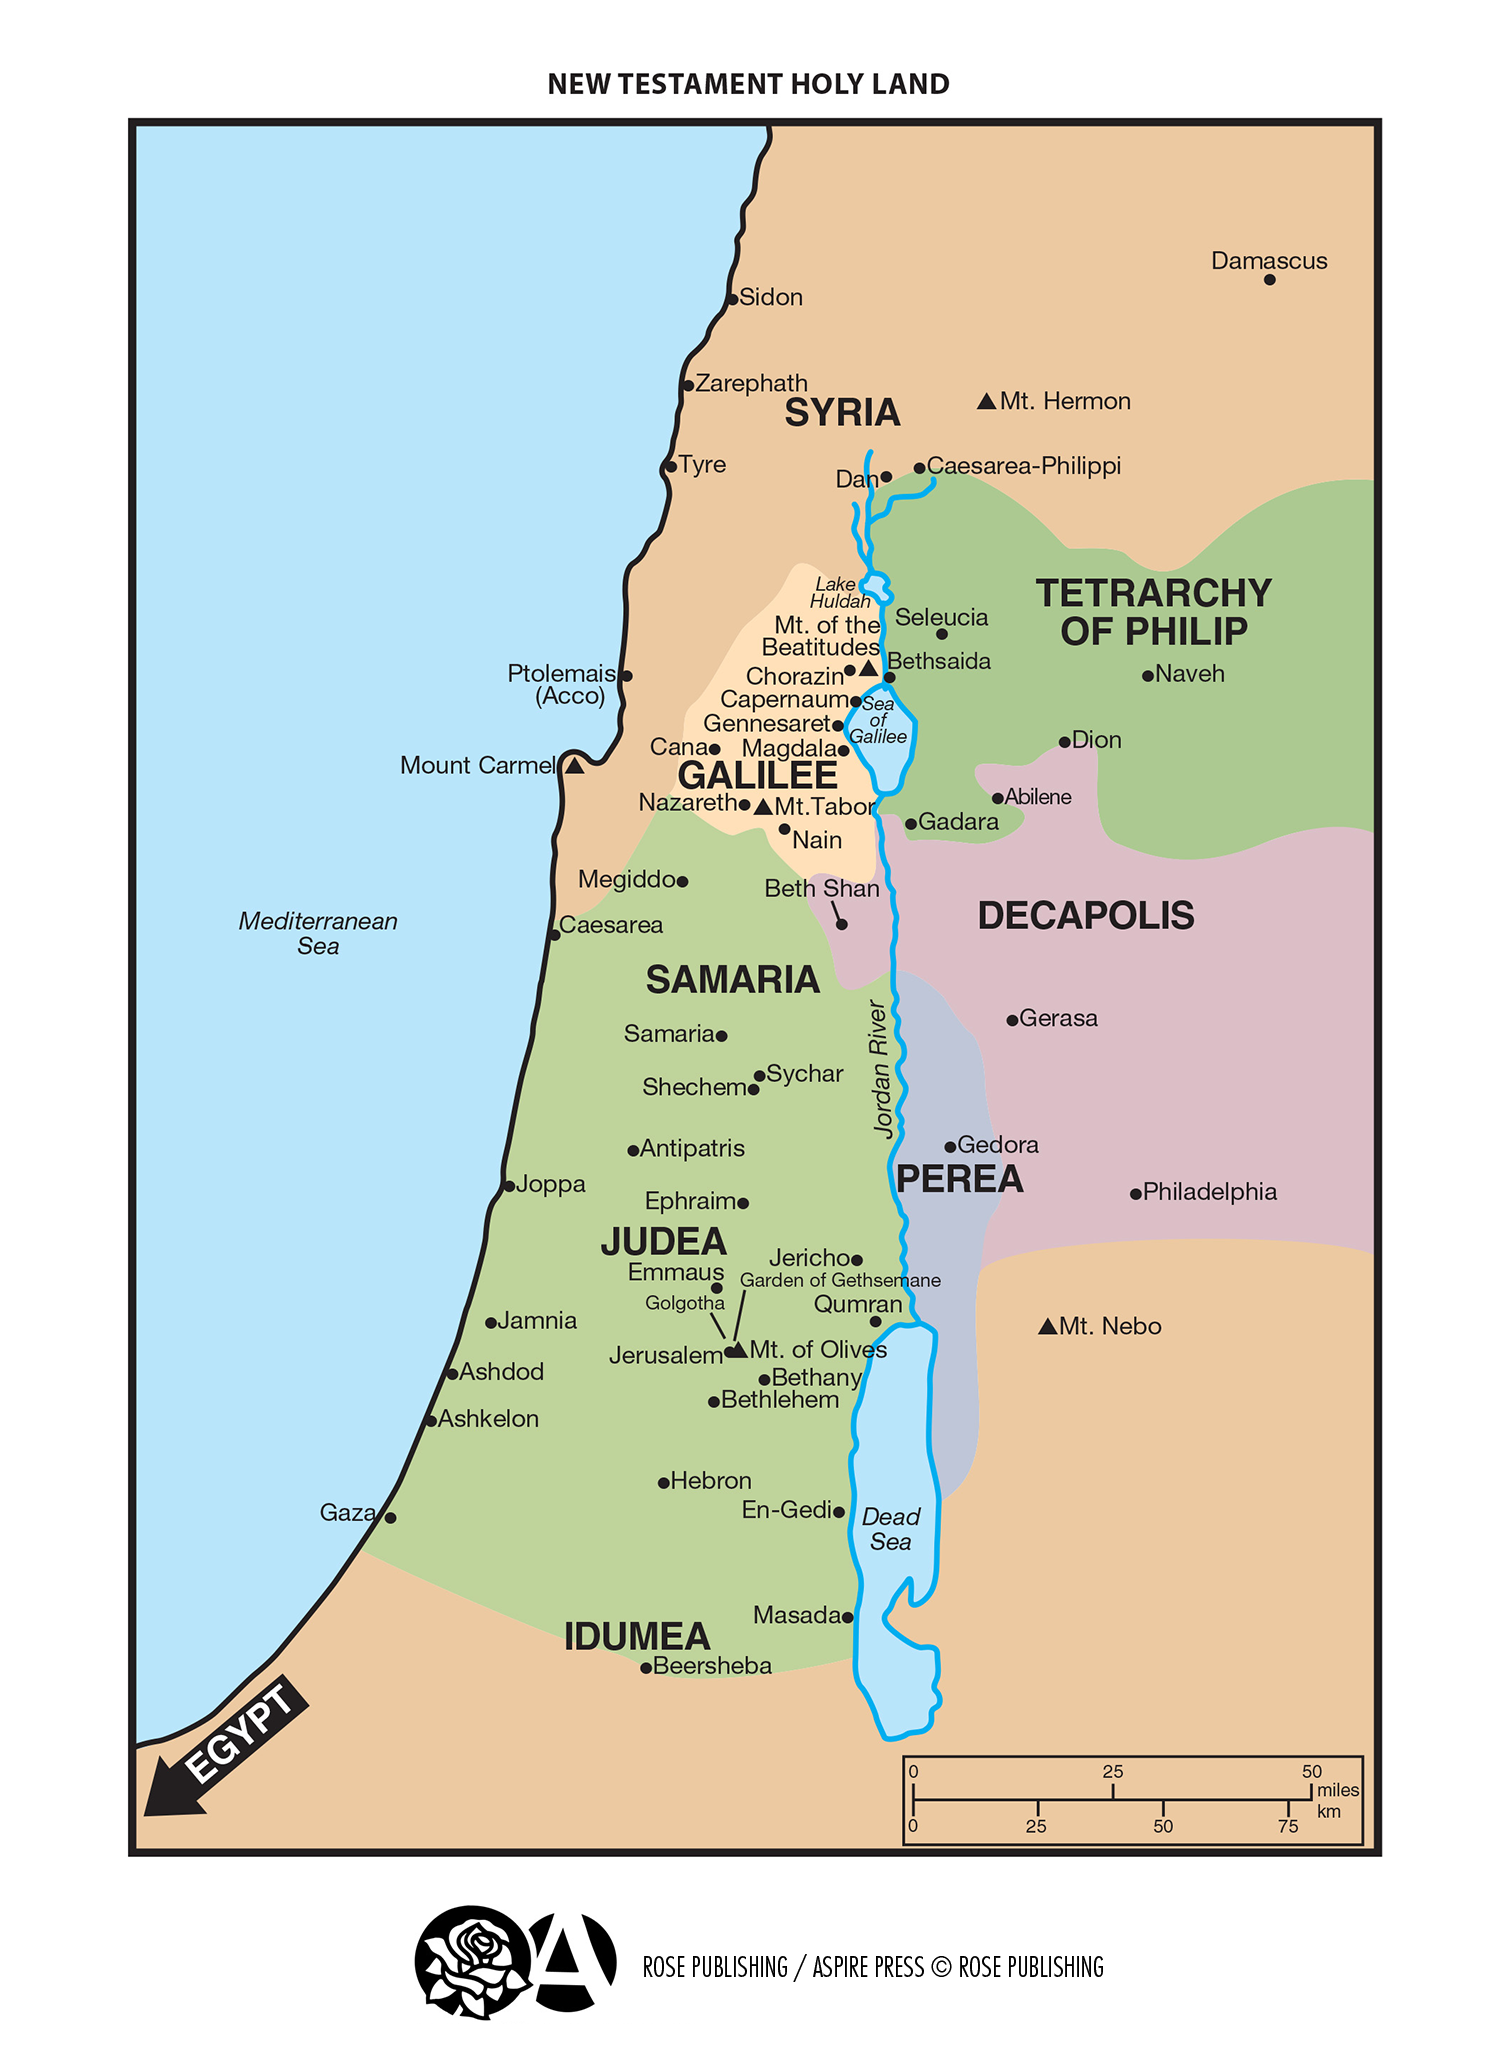 NEW TESTAMENT HOLY LAND
Damascus
Sidon
Zarephath
SYRIA
Mt. Hermon
Tyre
Dan
Caesarea-Philippi
Lake
Huldah
TETRARCHY
OF PHILIP
Mt. of the
Beatitudes
Seleucia
Ptolemais
(Acco)
Chorazin
Bethsaida
Naveh
Capernaum
Sea
of
Galilee
Gennesaret
Cana
Magdala
Dion
Mount Carmel
GALILEE
Abilene
Nazareth
Mt.Tabor
Gadara
Nain
Megiddo
Beth Shan
Mediterranean
Sea
Caesarea
DECAPOLIS
SAMARIA
Jordan River
Samaria
Gerasa
Sychar
Shechem
Antipatris
Gedora
PEREA
Joppa
Philadelphia
Ephraim
JUDEA
Jericho
Emmaus
Garden of Gethsemane
Golgotha
Qumran
Jamnia
Mt. Nebo
Jerusalem
Mt. of Olives
Ashdod
Bethany
Bethlehem
Ashkelon
Hebron
Gaza
En-Gedi
Dead
Sea
Masada
IDUMEA
Beersheba
EGYPT
0 25 50
miles
km
0 25 50 75
A
ROSE PUBLISHING / ASPIRE PRESS © ROSE PUBLISHING